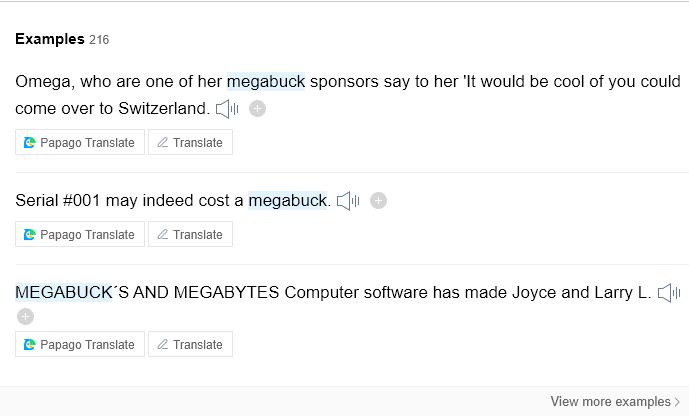 Examples 216
Omega, who are one of her megabuck sponsors say to her 'It would be cool of you could
come over to Switzerland.
Papago Translate Translate
Serial #001 may indeed cost a megabuck.
Papago Translate Translate
MEGABUCK´S AND MEGABYTES Computer software has made Joyce and Larry L.
Papago Translate Translate
View more examples >